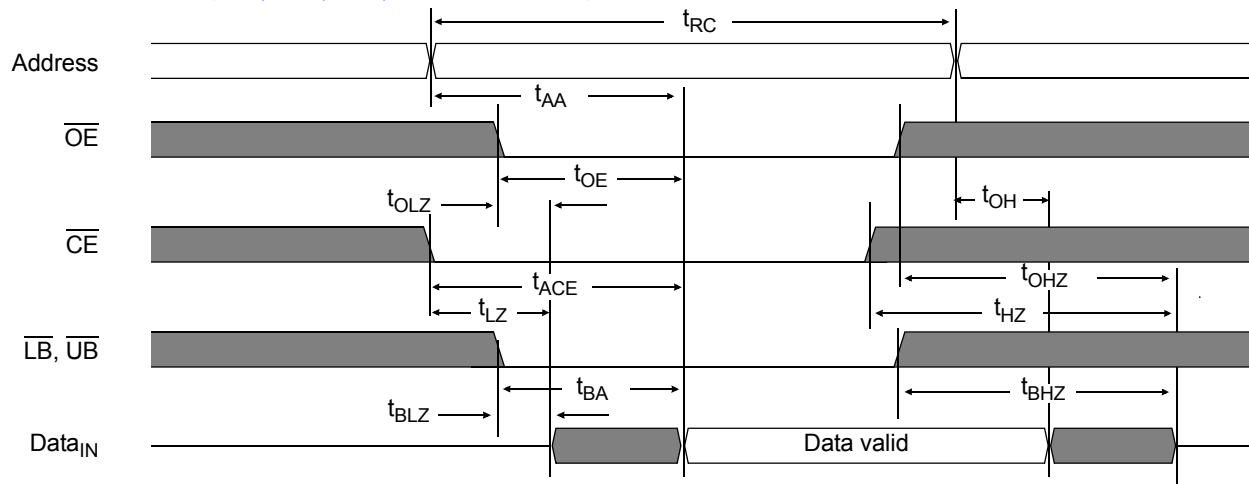 tRC
Address
tAA
OE
tOE
tOLZ
tOH
CE
tACE
tOHZ
tLZ
tHZ
LB, UB
tBA
tBHZ
tBLZ
DataIN
Data valid